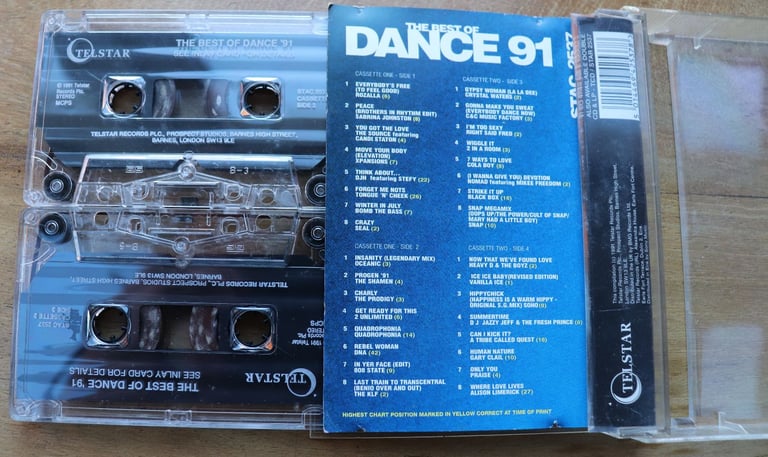 TELSTAR
THE BEST OF DANCE '91
SEE INLAY CARD FOR DETAILS
© 1991 Telstar
Records Plc.
STEREO
MCPS
SIDE 2
TELSTAR RECORDS PLC., PROSPECT STUDIOS, BARNES HIGH STREET,
BARNES, LONDON SW13 9LE
TELSTAR RECORDS PLC., PROSPECT STUDIOS, BARNES HIGH STREET,
BARNES, LONDON SW13 9LE
STAC 2537
SIDE 3
THE BEST OF DANCE '91
SEE INLAY CARD FOR DETAILS
TELSTAR
THE BEST OF
DANCE 91
CASSETTE ONE - SIDE 1
1 EVERYBODY'S FREE
(TO FEEL GOOD)
ROZALLA (6)
2 PEACE
(BROTHERS IN RHYTHM EDIT)
SABRINA JOHNSTON (8)
3 YOU GOT THE LOVE
THE SOURCE featuring
CANDI STATON (4)
4 MOVE YOUR BODY
(ELEVATION)
XPANSIONS (7)
5 THINK ABOUT...
DJH featuring STEFY (22)
6 FORGET ME NOTS
TONGUE 'N' CHEEK (26)
7 WINTER IN JULY
BOMB THE BASS (7)
8 CRAZY
SEAL (2)
CASSETTE ONE - SIDE 2
1 INSANITY (LEGENDARY MIX)
OCEANIC (3)
2 PROGEN '91
THE SHAMEN (4)
3 CHARLY
THE PRODIGY (3)
4 GET READY FOR THIS
2 UNLIMITED (6)
5 QUADROPHONIA
QUADROPHONIA (14)
6 REBEL WOMAN
DNA (42)
7 IN YER FACE (EDIT)
808 STATE (9)
8 LAST TRAIN TO TRANSCENTRAL
(BENIO OVER AND OUT)
THE KLF (2)
CASSETTE TWO - SIDE 3
1 GYPSY WOMAN (LA LA DEE)
CRYSTAL WATERS (2)
2 GONNA MAKE YOU SWEAT
(EVERYBODY DANCE NOW)
C&C MUSIC FACTORY (3)
3 I'M TOO SEXY
RIGHT SAID FRED (2)
4 WIGGLE IT
2 IN A ROOM (3)
5 7 WAYS TO LOVE
COLA BOY (8)
6 (I WANNA GIVE YOU) DEVOTION
NOMAD featuring MIKEE FREEDOM (2)
7 STRIKE IT UP
BLACK BOX (16)
8 SNAP MEGAMIX
(OOPS UP/THE POWER/CULT OF SNAP/
MARY HAD A LITTLE BOY)
SNAP (10)
CASSETTE TWO - SIDE 4
1 NOW THAT WE'VE FOUND LOVE
HEAVY D & THE BOYZ (2)
2 ICE ICE BABY(REVISED EDITION)
VANILLA ICE (1)
3 HIPPYCHICK
(HAPPINESS IS A WARM HIPPY -
ORIGINAL S.G.MIX) SOHO(8)
4 SUMMERTIME
D J JAZZY JEFF & THE FRESH PRINCE (8)
5 CAN I KICK IT?
A TRIBE CALLED QUEST (15)
6 HUMAN NATURE
GARY CLAIL (10)
7 ONLY YOU
PRAISE (4)
8 WHERE LOVE LIVES
ALISON LIMERICK (27)
HIGHEST CHART POSITION MARKED IN YELLOW CORRECT AT TIME OF PRINT
STAC 2537
TELSTAR